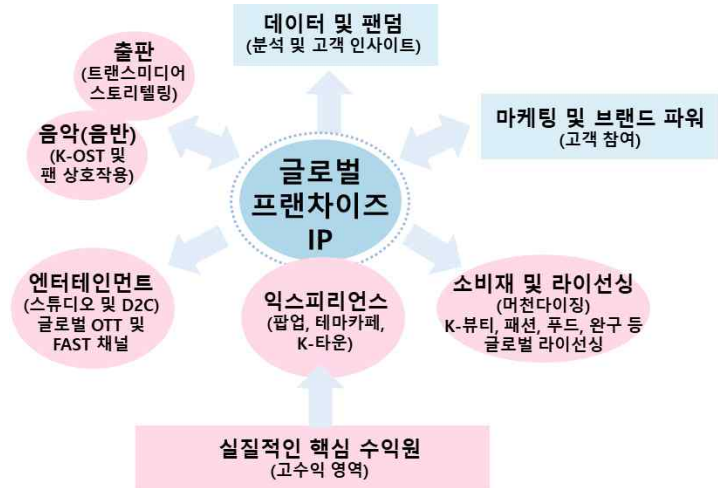 데이터 및 팬덤
(분석 및 고객 인사이트)
출판
(트랜스미디어
스토리텔링)
마케팅 및 브랜드 파워
(고객 참여)
음악(음반)
(K-OST 및
팬 상호작용)
글로벌
프랜차이즈
IP
엔터테인먼트
(스튜디오 및 D2C)
글로벌 OTT 및
FAST 채널
익스피리언스
(팝업, 테마카페,
K-타운)
소비재 및 라이선싱
(머천다이징)
K-뷰티, 패션, 푸드, 완구 등
글로벌 라이선싱
실질적인 핵심 수익원
(고수익 영역)